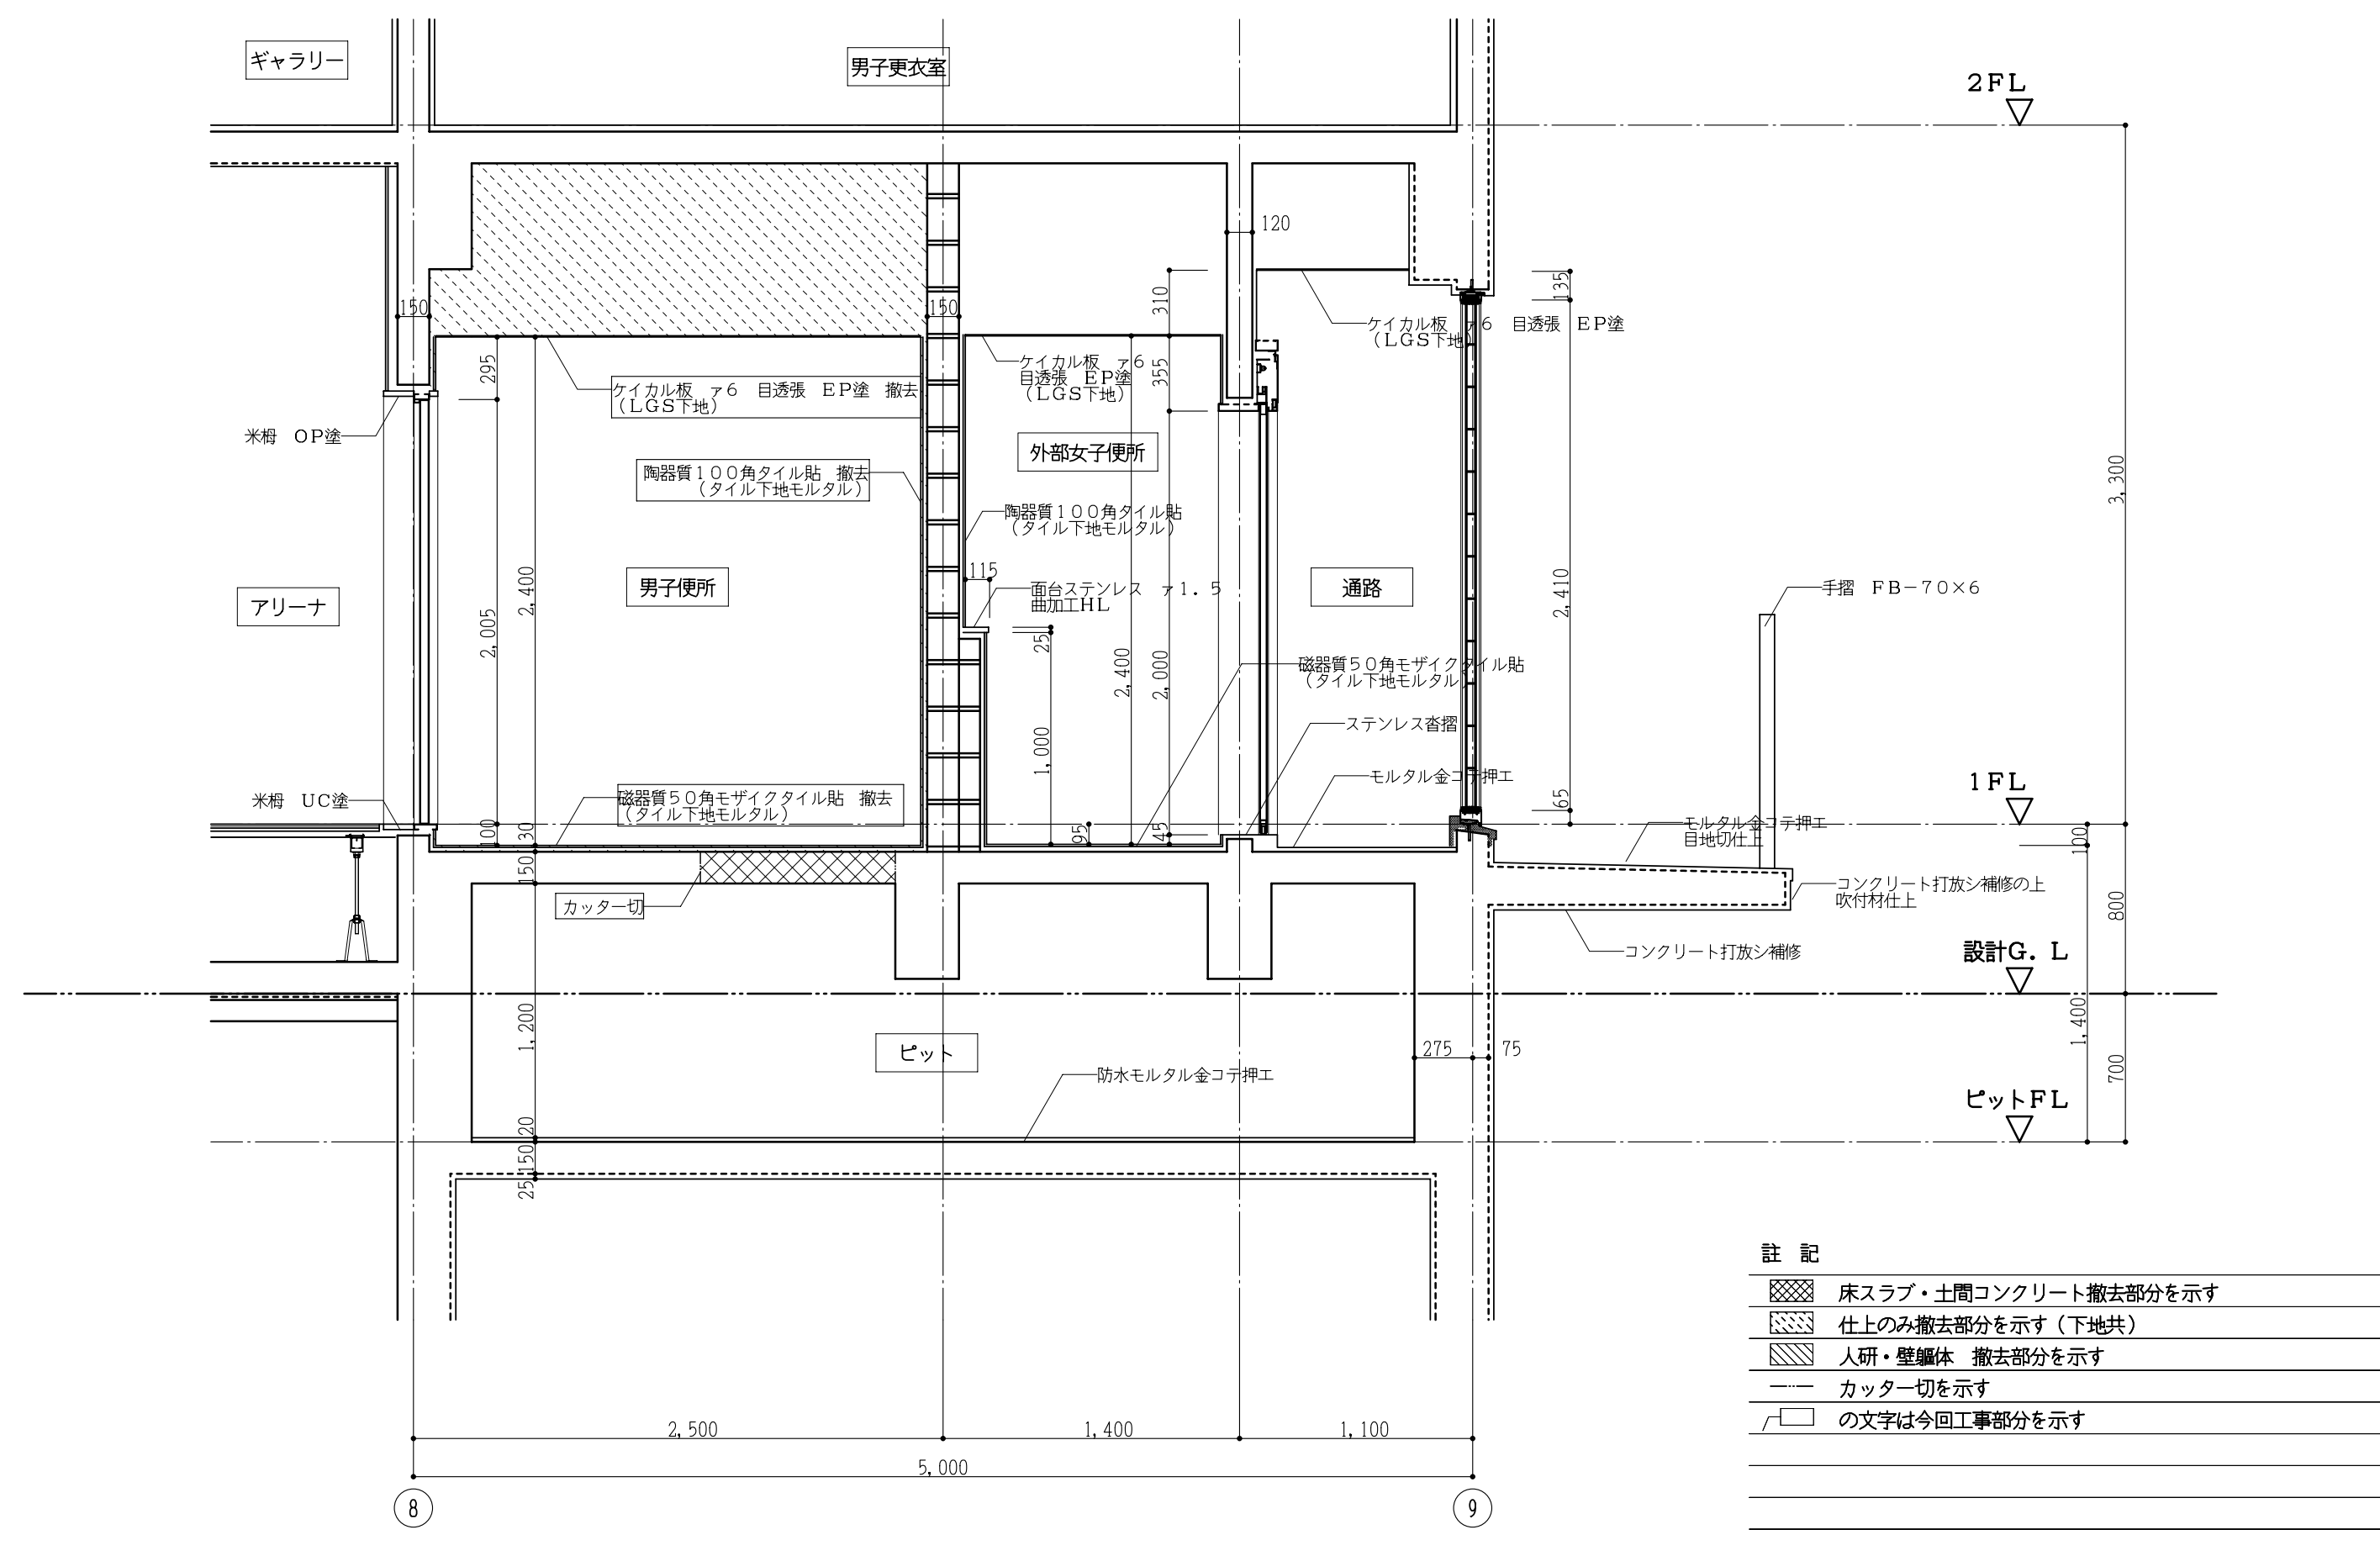 ギャラリー
男子更衣室
2FL
120
150
150
295
310
355
135
ケイカル板　ァ6　目透張　EP塗
(LGS下地)
ケイカル板　ァ6
目透張　EP塗
(LGS下地)
ケイカル板　ァ6　目透張　EP塗　撤去
(LGS下地)
米栂　OP塗
外部女子便所
陶器質100角タイル貼　撤去
(タイル下地モルタル)
陶器質100角タイル貼
(タイル下地モルタル)
3,300
アリーナ
男子便所
通路
2,005
2,400
115
面台ステンレス　ァ1.5
曲加工HL
2,410
手摺　FB-70×6
25
1,000
2,400
2,000
磁器質50角モザイクタイル貼
(タイル下地モルタル)
ステンレス沓摺
モルタル金コテ押エ
1FL
米栂　UC塗
磁器質50角モザイクタイル貼　撤去
(タイル下地モルタル)
100
30
95
45
65
モルタル金コテ押エ
目地切仕上
100
150
カッター切
コンクリート打放シ補修の上
吹付材仕上
800
コンクリート打放シ補修
設計G.L
1,200
ピット
275
75
1,400
700
防水モルタル金コテ押エ
ピットFL
20
150
25
註　記
床スラブ・土間コンクリート撤去部分を示す
仕上のみ撤去部分を示す(下地共)
人研・壁躯体　撤去部分を示す
カッター切を示す
の文字は今回工事部分を示す
2,500
1,400
1,100
5,000
8
9